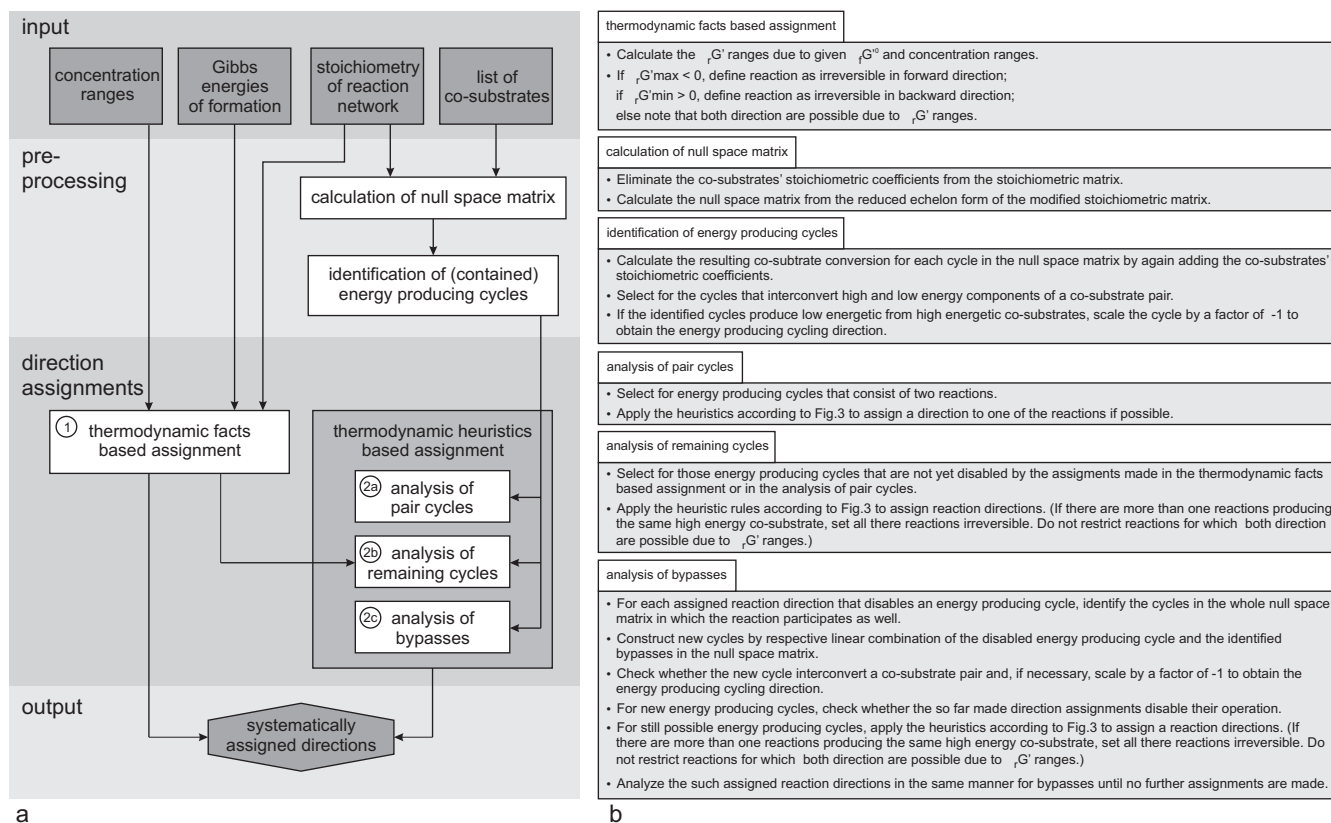 input
concentration
ranges
Gibbs
energies
of formation
stoichiometry
of reaction
network
list of
co-substrates
pre-
processing
calculation of null space matrix
identification of (contained)
energy producing cycles
direction
assignments
1 thermodynamic facts
based assignment
thermodynamic heuristics
based assignment
2a analysis of
pair cycles
2b analysis of
remaining cycles
2c analysis of
bypasses
output
systematically
assigned directions
a
thermodynamic facts based assignment
• Calculate the rG' ranges due to given fG'⁰ and concentration ranges.
• If rG'max < 0, define reaction as irreversible in forward direction;
if rG'min > 0, define reaction as irreversible in backward direction;
else note that both direction are possible due to rG' ranges.
calculation of null space matrix
• Eliminate the co-substrates' stoichiometric coefficients from the stoichiometric matrix.
• Calculate the null space matrix from the reduced echelon form of the modified stoichiometric matrix.
identification of energy producing cycles
• Calculate the resulting co-subtrate conversion for each cycle in the null space matrix by again adding the co-substrates'
stoichiometric coefficients.
• Select for the cycles that interconvert high and low energy components of a co-substrate pair.
• If the identified cycles produce low energetic from high energetic co-substrates, scale the cycle by a factor of -1 to
obtain the energy producing cycling direction.
analysis of pair cycles
• Select for energy producing cycles that consist of two reactions.
• Apply the heuristics according to Fig.3 to assign a direction to one of the reactions if possible.
analysis of remaining cycles
• Select for those energy producing cycles that are not yet disabled by the assigments made in the thermodynamic facts
based assignment or in the analysis of pair cycles.
• Apply the heuristic rules according to Fig.3 to assign reaction directions. (If there are more than one reactions producing
the same high energy co-substrate, set all there reactions irreversible. Do not restrict reactions for which both direction
are possible due to rG' ranges.)
analysis of bypasses
• For each assigned reaction direction that disables an energy producing cycle, identify the cycles in the whole null space
matrix in which the reaction participates as well.
• Construct new cycles by respective linear combination of the disabled energy producing cycle and the identified
bypasses in the null space matrix.
• Check whether the new cycle interconvert a co-substrate pair and, if necessary, scale by a factor of -1 to obtain the
energy producing cycling direction.
• For new energy producing cycles, check whether the so far made direction assignments disable their operation.
• For still possible energy producing cycles, apply the heuristics according to Fig.3 to assign a reaction directions. (If
there are more than one reactions producing the same high energy co-substrate, set all there reactions irreversible. Do
not restrict reactions for which both direction are possible due to rG' ranges.)
• Analyze the such assigned reaction directions in the same manner for bypasses until no further assignments are made.
b